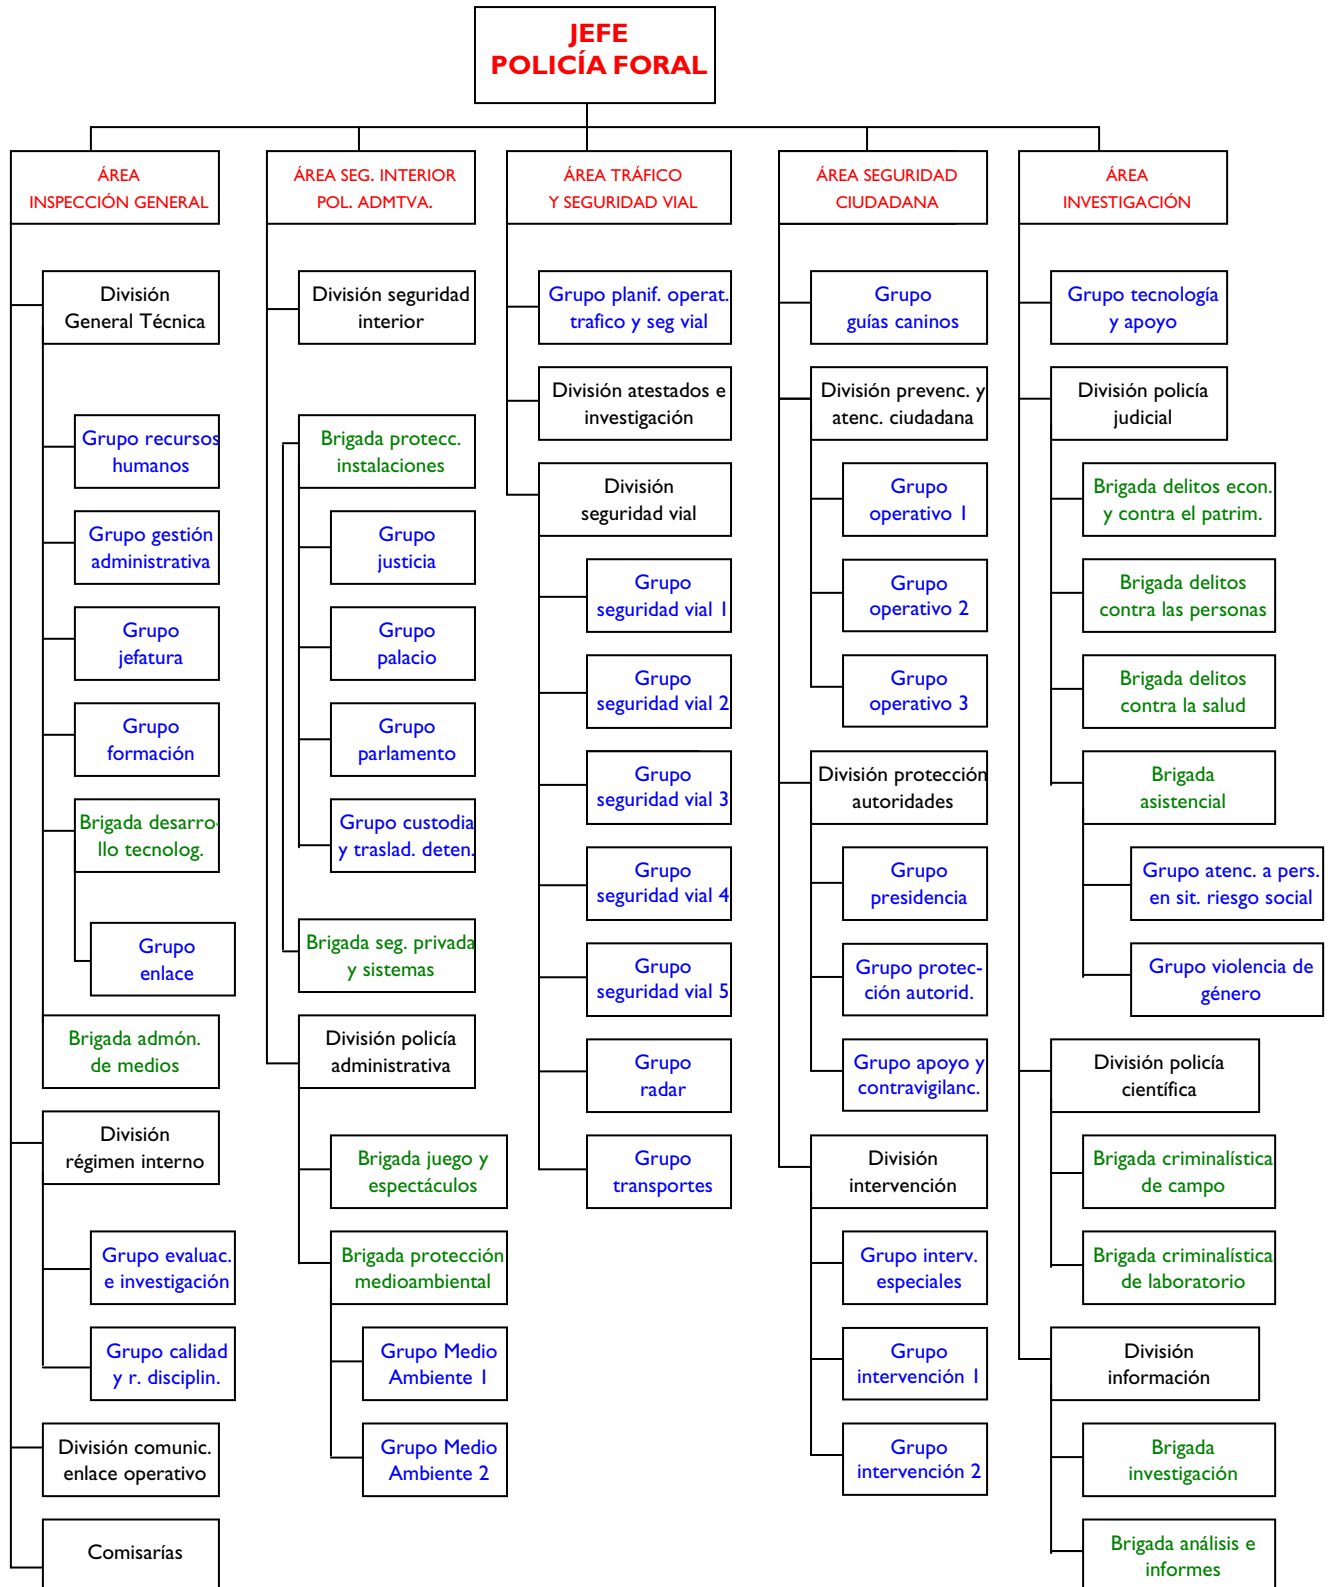 JEFE
POLICÍA FORAL
ÁREA
INSPECCIÓN GENERAL
División
General Técnica
Grupo recursos
humanos
Grupo gestión
administrativa
Grupo
jefatura
Grupo
formación
Brigada desarro-
llo tecnolog.
Grupo
enlace
Brigada admón.
de medios
División
régimen interno
Grupo evaluac.
e investigación
Grupo calidad
y r. disciplin.
División comunic.
enlace operativo
Comisarías
ÁREA SEG. INTERIOR
POL. ADMTVA.
División seguridad
interior
Brigada protecc.
instalaciones
Grupo
justicia
Grupo
palacio
Grupo
parlamento
Grupo custodia
y traslad. deten.
Brigada seg. privada
y sistemas
División policía
administrativa
Brigada juego y
espectáculos
Brigada protección
medioambiental
Grupo Medio
Ambiente 1
Grupo Medio
Ambiente 2
ÁREA TRÁFICO
Y SEGURIDAD VIAL
Grupo planif. operat.
trafico y seg vial
División atestados e
investigación
División
seguridad vial
Grupo
seguridad vial 1
Grupo
seguridad vial 2
Grupo
seguridad vial 3
Grupo
seguridad vial 4
Grupo
seguridad vial 5
Grupo
radar
Grupo
transportes
ÁREA SEGURIDAD
CIUDADANA
Grupo
guías caninos
División prevenc. y
atenc. ciudadana
Grupo
operativo 1
Grupo
operativo 2
Grupo
operativo 3
División protección
autoridades
Grupo
presidencia
Grupo protec-
ción autorid.
Grupo apoyo y
contravigilanc.
División
intervención
Grupo interv.
especiales
Grupo
intervención 1
Grupo
intervención 2
ÁREA
INVESTIGACIÓN
Grupo tecnología
y apoyo
División policía
judicial
Brigada delitos econ.
y contra el patrim.
Brigada delitos
contra las personas
Brigada delitos
contra la salud
Brigada
asistencial
Grupo atenc. a pers.
en sit. riesgo social
Grupo violencia de
género
División policía
científica
Brigada criminalística
de campo
Brigada criminalística
de laboratorio
División
información
Brigada
investigación
Brigada análisis e
informes